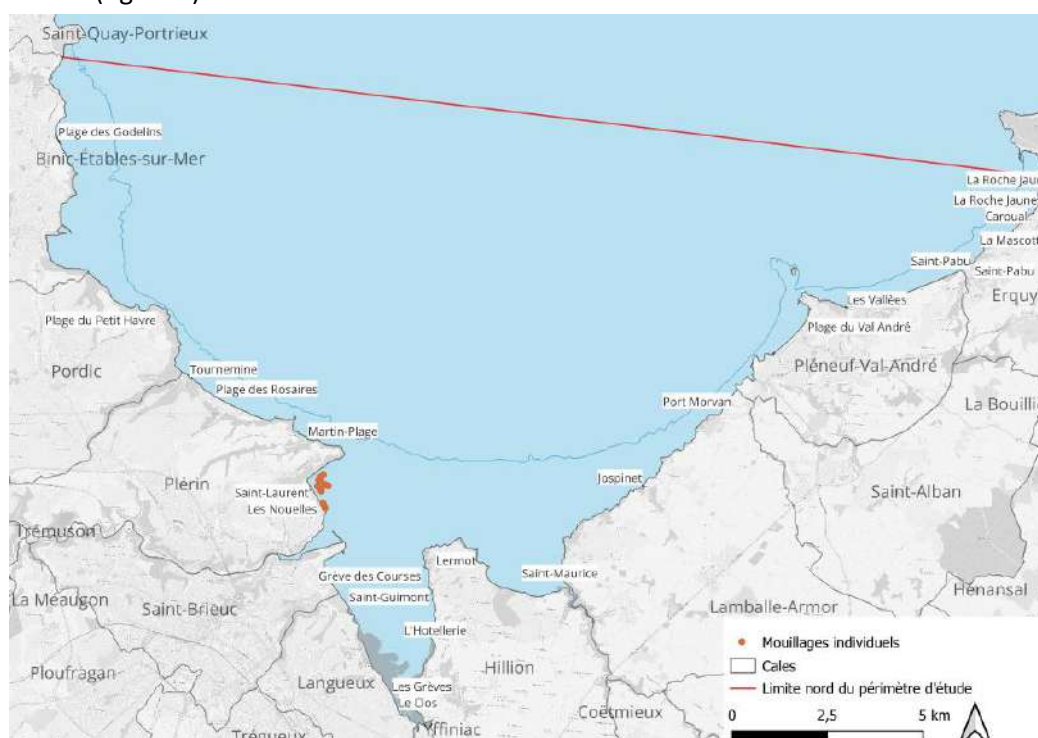 Saint-Quay-Portrieux
Plage des Godelins
Binic-Étables-sur-Mer
La Roche Jaun
La Roche Jaune
Caroual
La Mascott
Saint-Pabu
Saint-Pabu
Erquy
Les Vallées
Plage du Petit Havre
Plage du Val André
Pordic
Tournemine
Pléneuf-Val-André
Plage des Rosaires
Port Morvan
La Bouilli
Martin-Plage
Plérin
Saint-Laurent
Jospinet
Saint-Alban
Les Nouelles
Trémuson
Lermot
Grève des Courses
Saint-Maurice
Hénansal
La Méaugon
Saint-Brieuc
Saint-Guimont
Lamballe-Armor
L'Hotellerie
Ploufragan
Langueux
Hillion
Les Grèves
Le Clos
Coëtmieux
Yffiniac
Trégueux
Mouillages individuels
Cales
Limite nord du périmètre d'étude
0 2,5 5 km